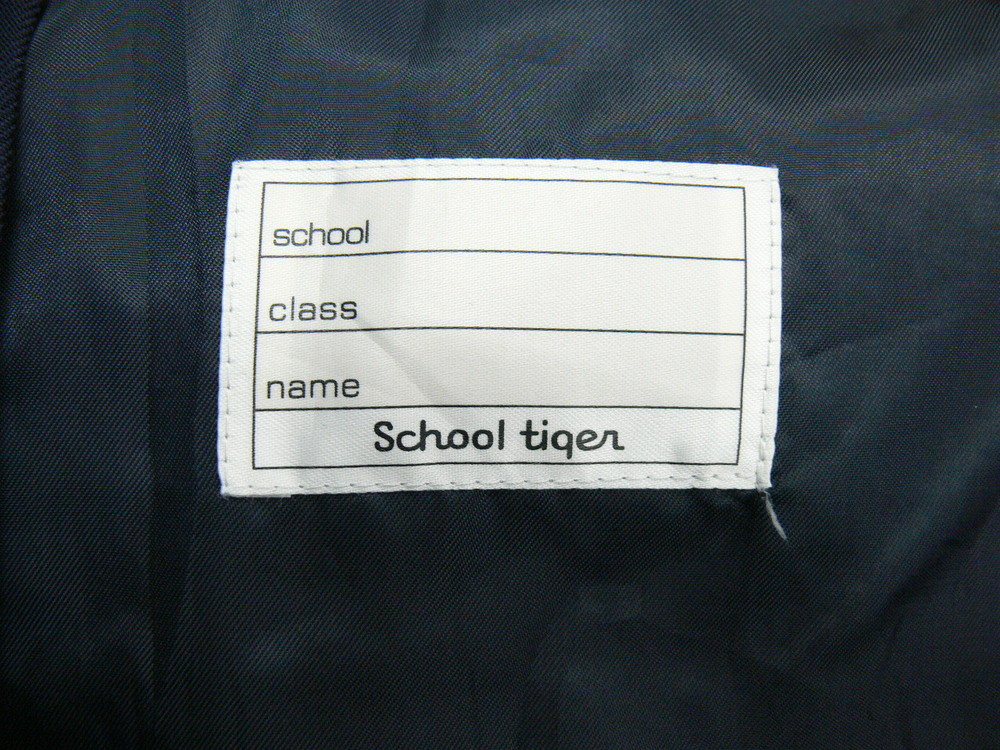 school
class
name
School tiger